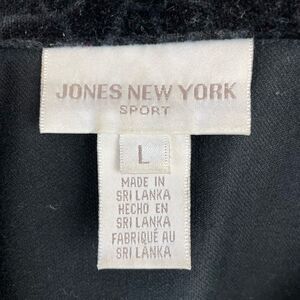 JONES NEW YORK
SPORT
L
MADE IN
SRI LANKA
HECHO EN
SRI LANKA
FABRIQUÉ AU
SRI LANKA